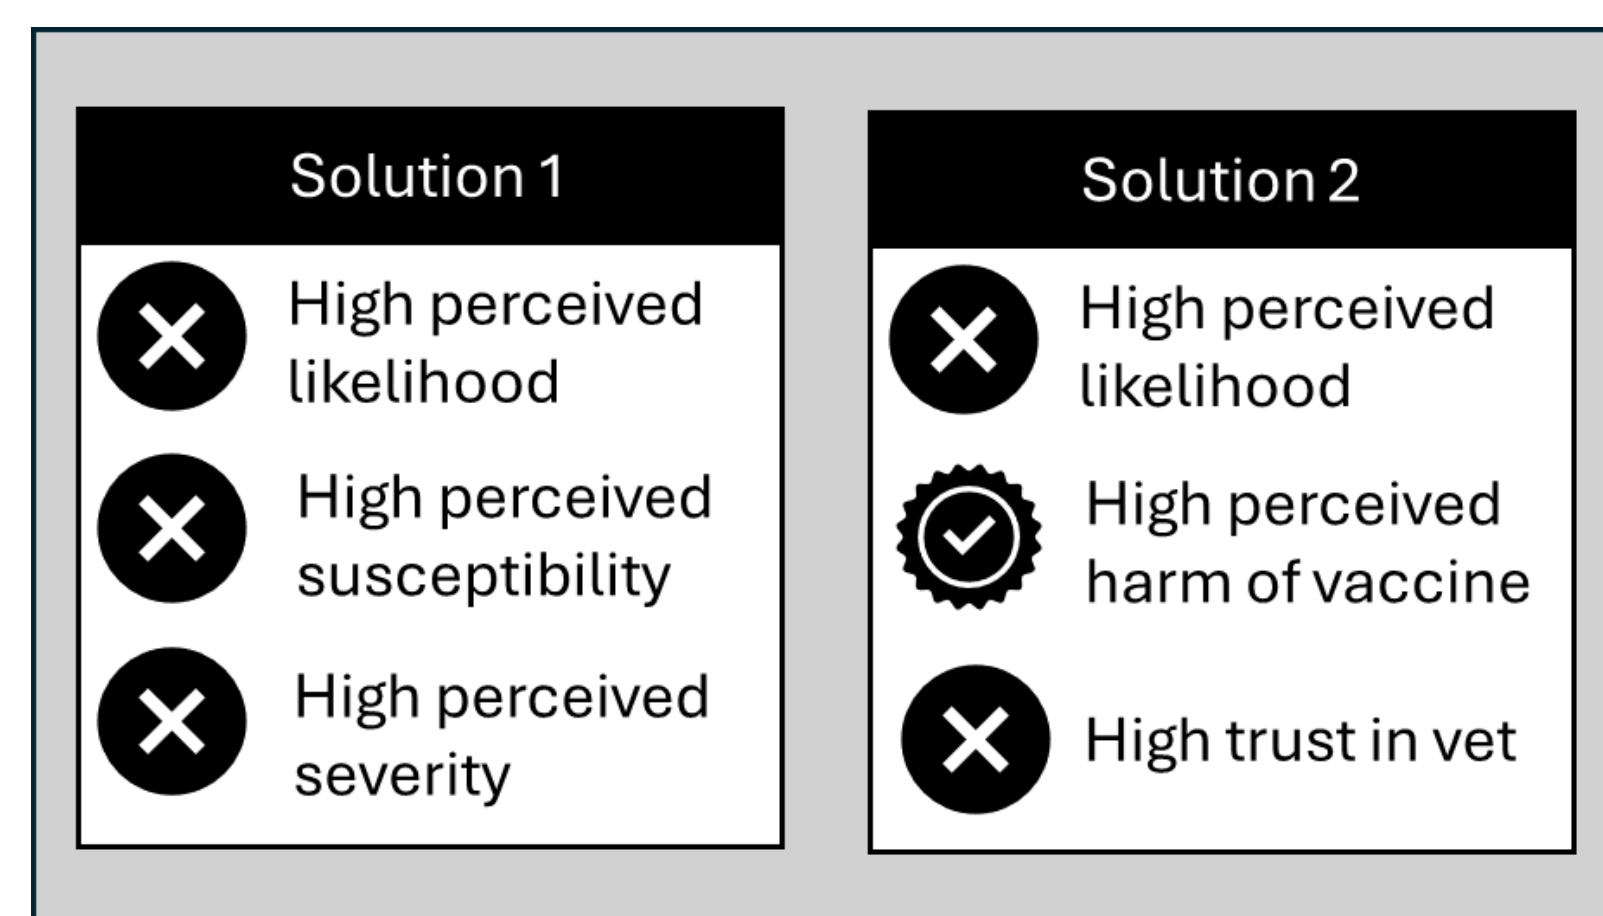 Solution 1
High perceived
likelihood
High perceived
susceptibility
High perceived
severity
Solution 2
High perceived
likelihood
High perceived
harm of vaccine
High trust in vet